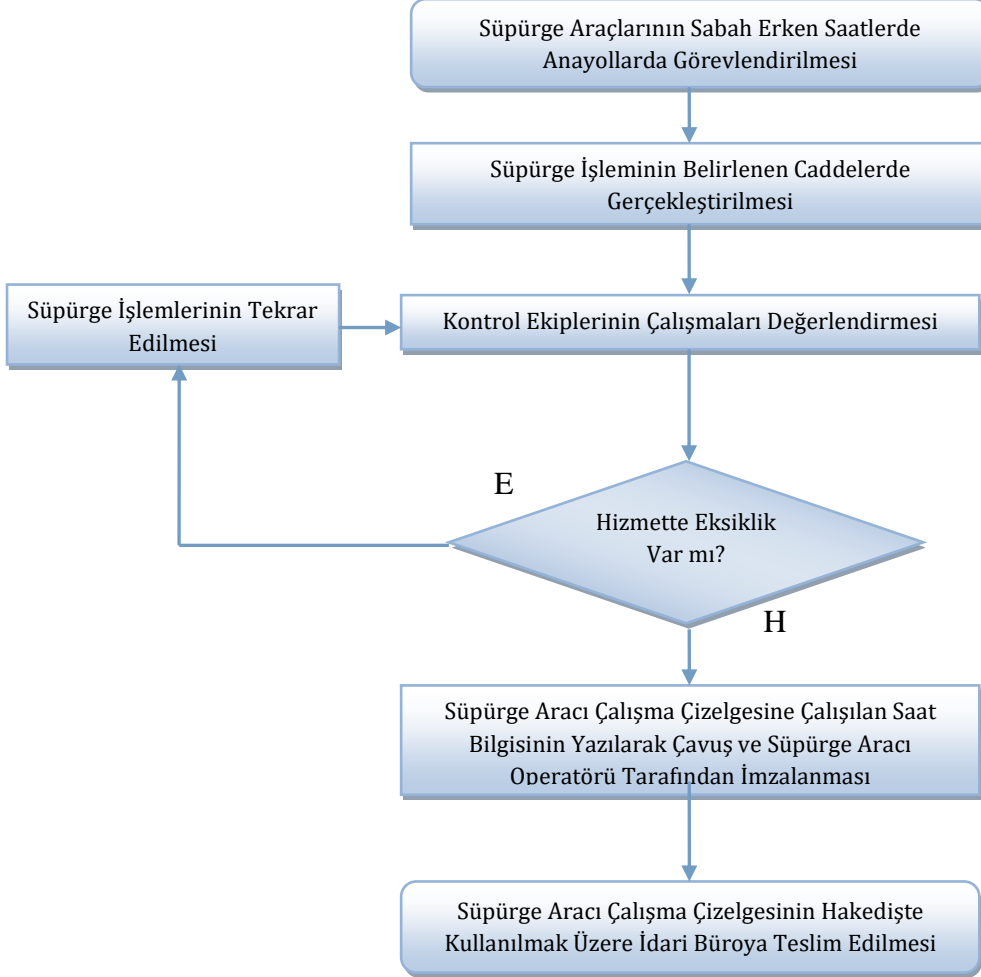 Süpürge Araçlarının Sabah Erken Saatlerde
Anayollarda Görevlendirilmesi
Süpürge İşleminin Belirlenen Caddelerde
Gerçekleştirilmesi
Süpürge İşlemlerinin Tekrar
Edilmesi
Kontrol Ekiplerinin Çalışmaları Değerlendirmesi
E
Hizmette Eksiklik
Var mı?
H
Süpürge Aracı Çalışma Çizelgesine Çalışılan Saat
Bilgisinin Yazılarak Çavuş ve Süpürge Aracı
Operatörü Tarafından İmzalanması
Süpürge Aracı Çalışma Çizelgesinin Hakedişte
Kullanılmak Üzere İdari Büroya Teslim Edilmesi